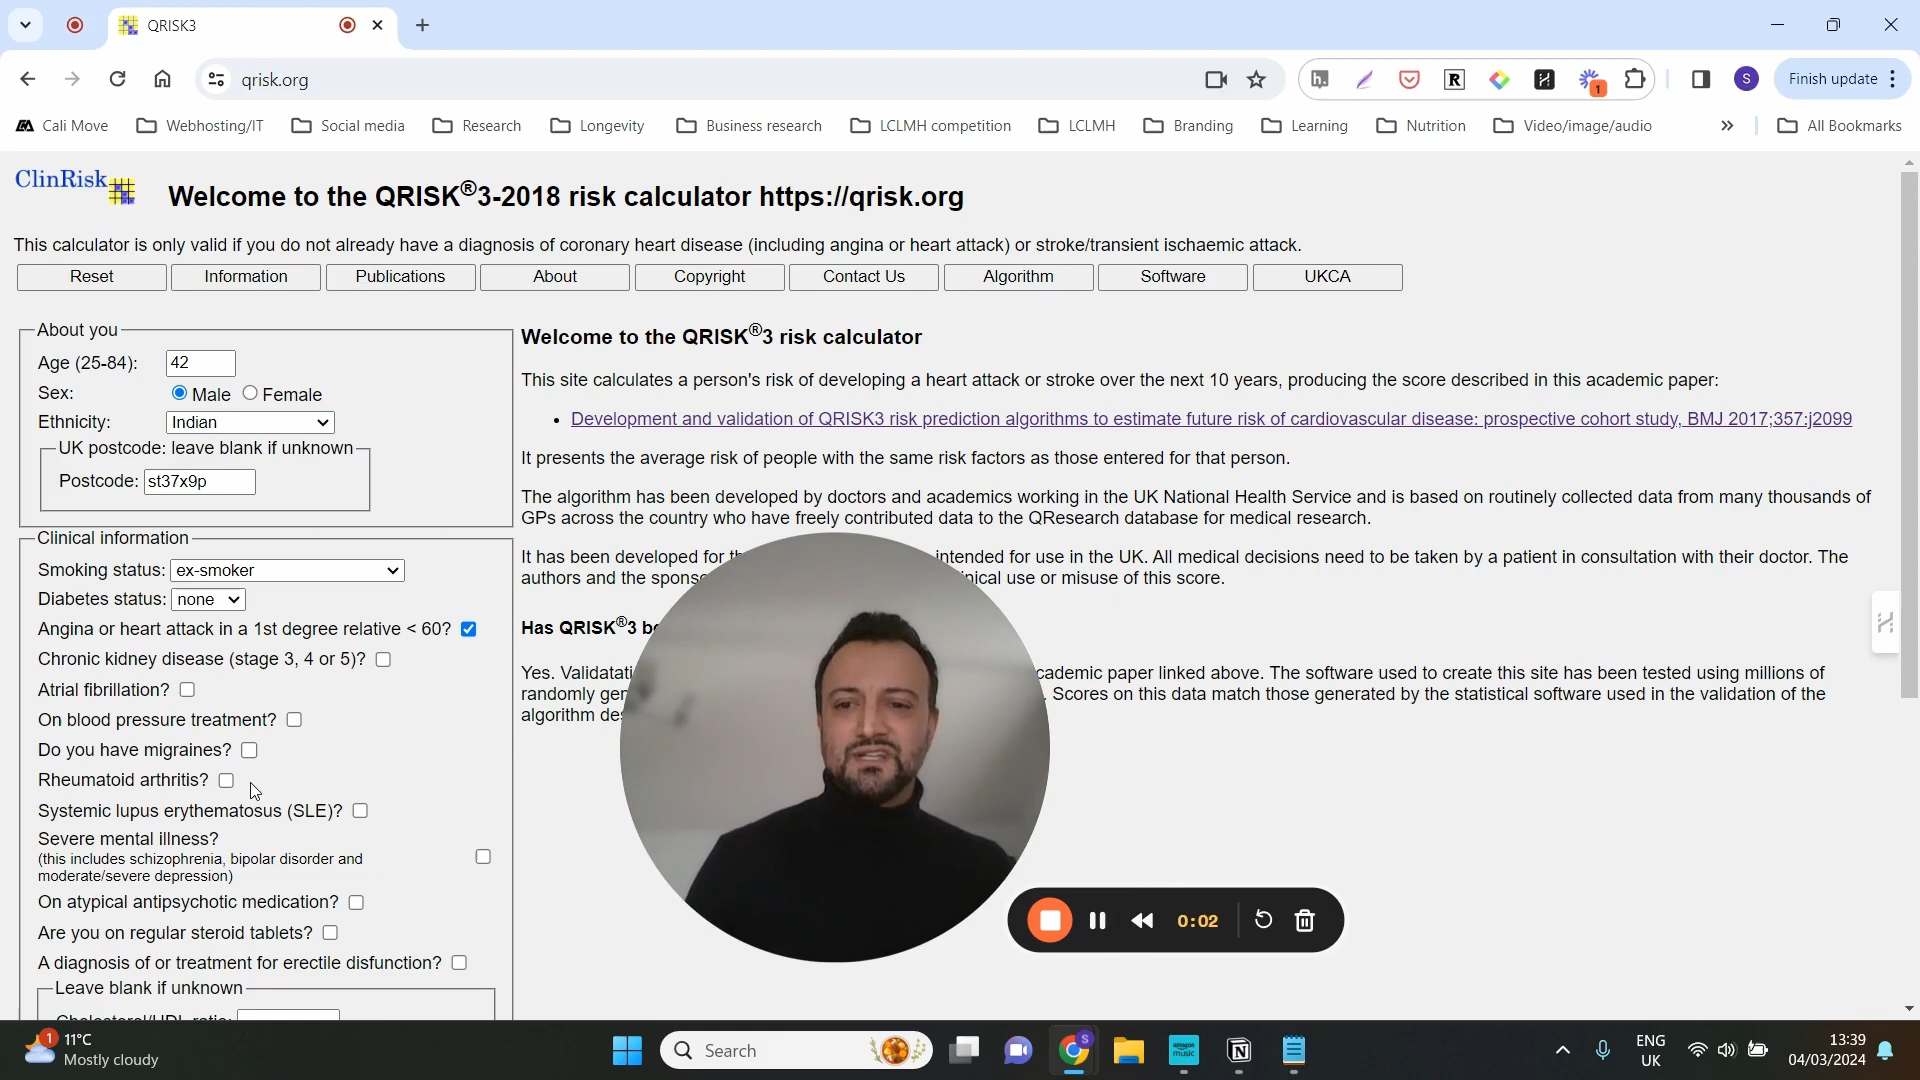 QRISK3
qrisk.org
Finish update
Cali Move
Webhosting/IT
Social media
Research
Longevity
Business research
LCLMH competition
LCLMH
Branding
Learning
Nutrition
Video/image/audio
All Bookmarks
ClinRisk
Welcome to the QRISK®3-2018 risk calculator https://qrisk.org
This calculator is only valid if you do not already have a diagnosis of coronary heart disease (including angina or heart attack) or stroke/transient ischaemic attack.
Reset
Information
Publications
About
Copyright
Contact Us
Algorithm
Software
UKCA
About you
Age (25-84): 42
Sex: Male Female
Ethnicity: Indian
UK postcode: leave blank if unknown
Postcode: st37x9p
Clinical information
Smoking status: ex-smoker
Diabetes status: none
Angina or heart attack in a 1st degree relative < 60?
Chronic kidney disease (stage 3, 4 or 5)?
Atrial fibrillation?
On blood pressure treatment?
Do you have migraines?
Rheumatoid arthritis?
Systemic lupus erythematosus (SLE)?
Severe mental illness?
(this includes schizophrenia, bipolar disorder and
moderate/severe depression)
On atypical antipsychotic medication?
Are you on regular steroid tablets?
A diagnosis of or treatment for erectile disfunction?
Leave blank if unknown
Welcome to the QRISK®3 risk calculator
This site calculates a person's risk of developing a heart attack or stroke over the next 10 years, producing the score described in this academic paper:
• Development and validation of QRISK3 risk prediction algorithms to estimate future risk of cardiovascular disease: prospective cohort study, BMJ 2017;357:j2099
It presents the average risk of people with the same risk factors as those entered for that person.
The algorithm has been developed by doctors and academics working in the UK National Health Service and is based on routinely collected data from many thousands of
GPs across the country who have freely contributed data to the QResearch database for medical research.
It has been developed for intended for use in the UK. All medical decisions need to be taken by a patient in consultation with their doctor. The
authors and the use or misuse of this score.
Has QRISK®3
Yes. academic paper linked above. The software used to create this site has been tested using millions of
randomly Scores on this data match those generated by the statistical software used in the validation of the
algorithm
0:02
1
11°C
Mostly cloudy
Search
amazon music
ENG
UK
13:39
04/03/2024